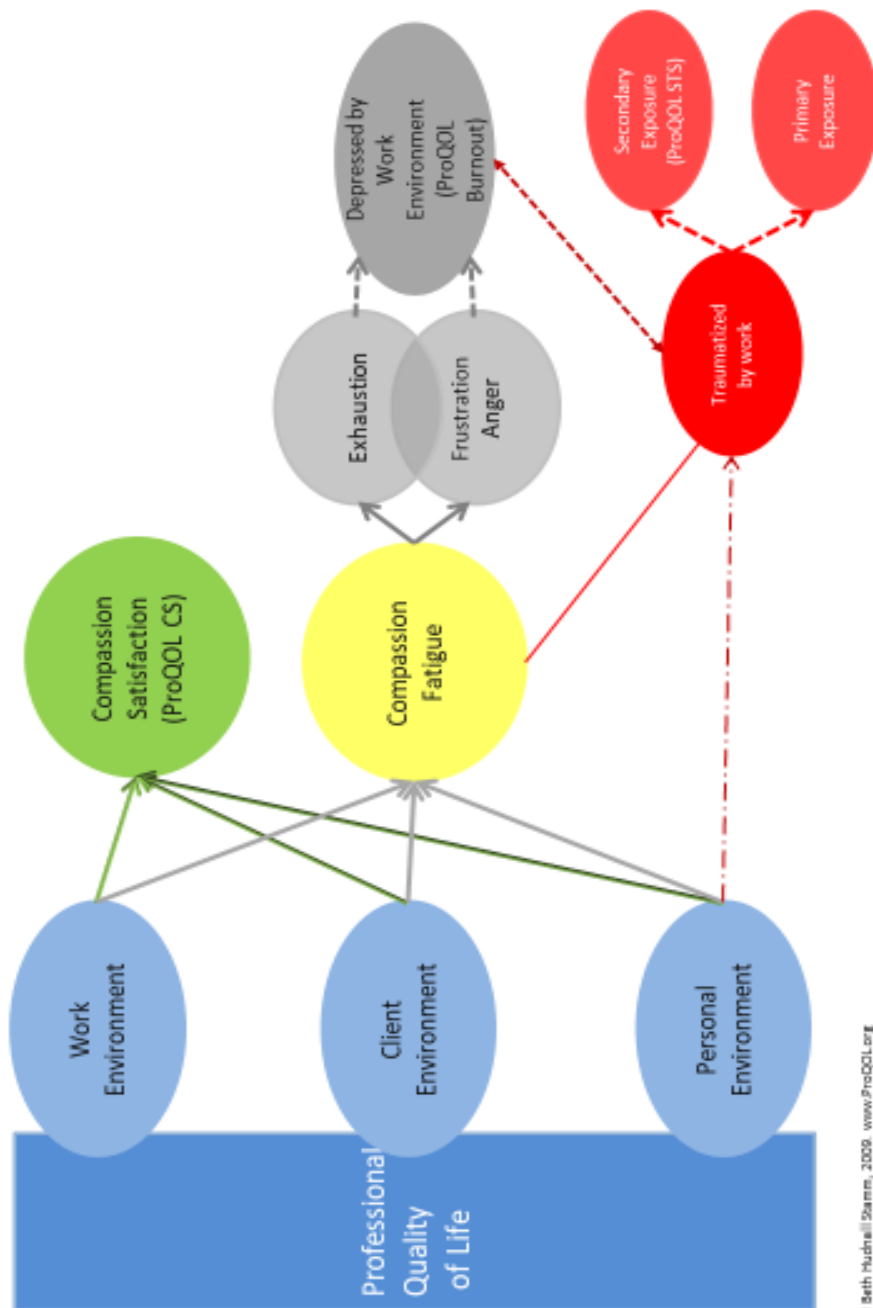 Professional
Quality
of Life
Work
Environment
Client
Environment
Personal
Environment
Compassion
Satisfaction
(ProQOL CS)
Compassion
Fatigue
Exhaustion
Frustration
Anger
Depressed by
Work
Environment
(ProQOL
Burnout)
Traumatized
by work
Secondary
Exposure
(ProQOL STS)
Primary
Exposure
Beth Hudnall Stamm, 2009. www.ProQOL.org